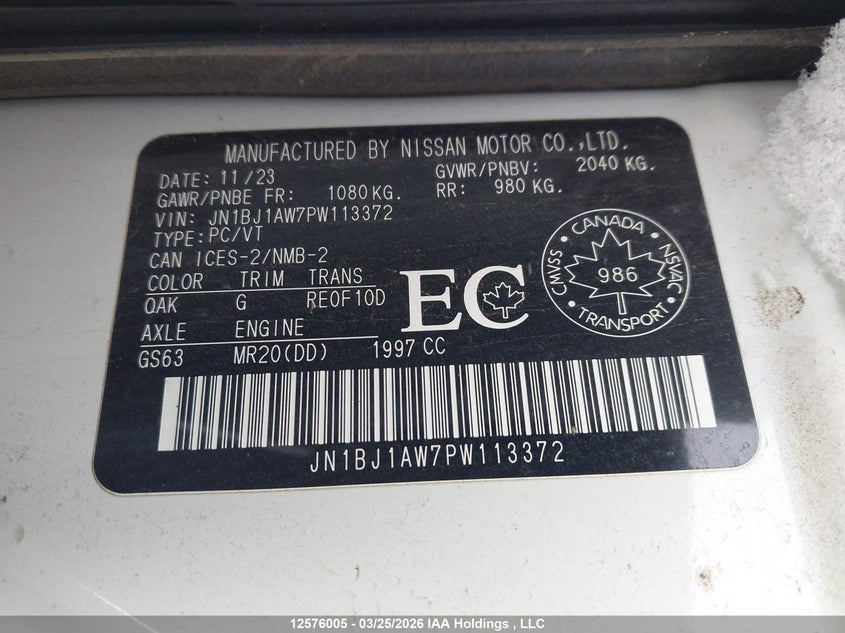 MANUFACTURED BY NISSAN MOTOR CO.,LTD.
DATE: 11/23 GVWR/PNBV: 2040 KG.
GAWR/PNBE FR: 1080 KG. RR: 980 KG.
VIN: JN1BJ1AW7PW113372
TYPE: PC/VT
CAN ICES-2/NMB-2
COLOR TRIM TRANS
QAK G RE0F10D
AXLE ENGINE
GS63 MR20(DD) 1997 CC
EC
CANADA
CMVSS 986 NSVAC
TRANSPORT
JN1BJ1AW7PW113372
12576005 - 03/25/2026 IAA Holdings , LLC